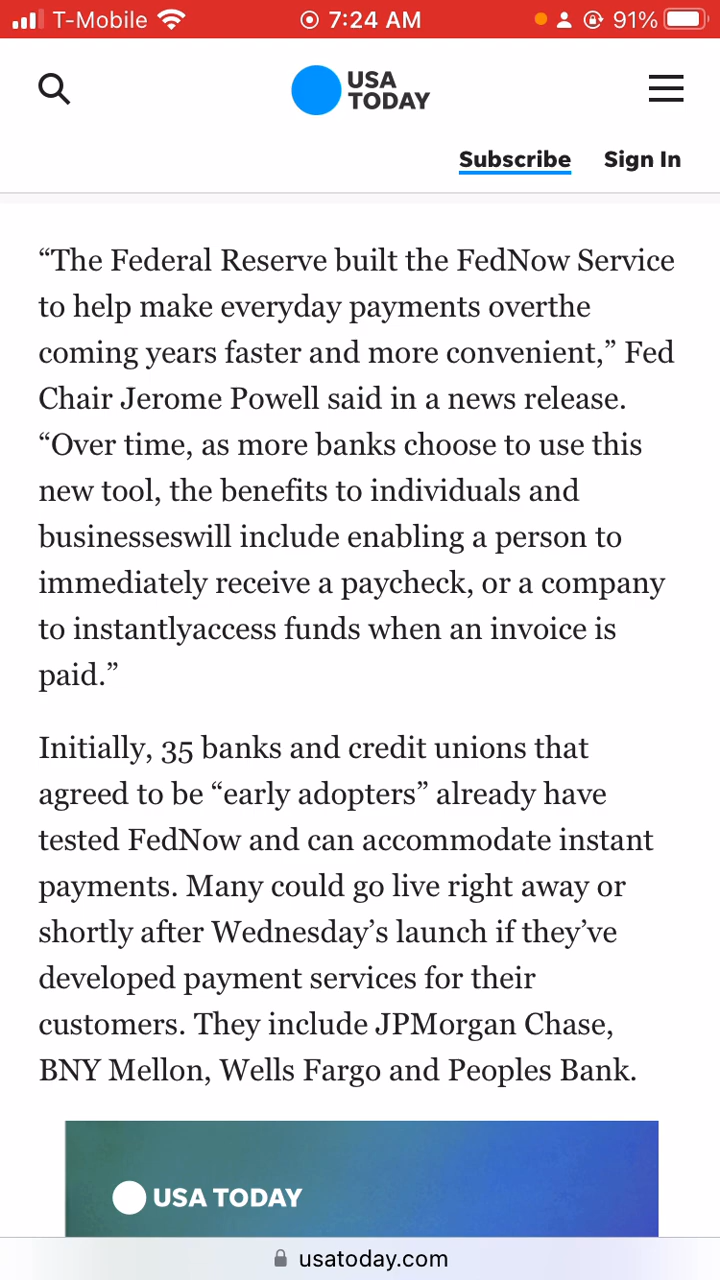 T-Mobile 7:24 AM 91%
USA
TODAY
Subscribe Sign In
“The Federal Reserve built the FedNow Service
to help make everyday payments overthe
coming years faster and more convenient,” Fed
Chair Jerome Powell said in a news release.
“Over time, as more banks choose to use this
new tool, the benefits to individuals and
businesseswill include enabling a person to
immediately receive a paycheck, or a company
to instantlyaccess funds when an invoice is
paid.”
Initially, 35 banks and credit unions that
agreed to be “early adopters” already have
tested FedNow and can accommodate instant
payments. Many could go live right away or
shortly after Wednesday’s launch if they’ve
developed payment services for their
customers. They include JPMorgan Chase,
BNY Mellon, Wells Fargo and Peoples Bank.
USA TODAY
usatoday.com